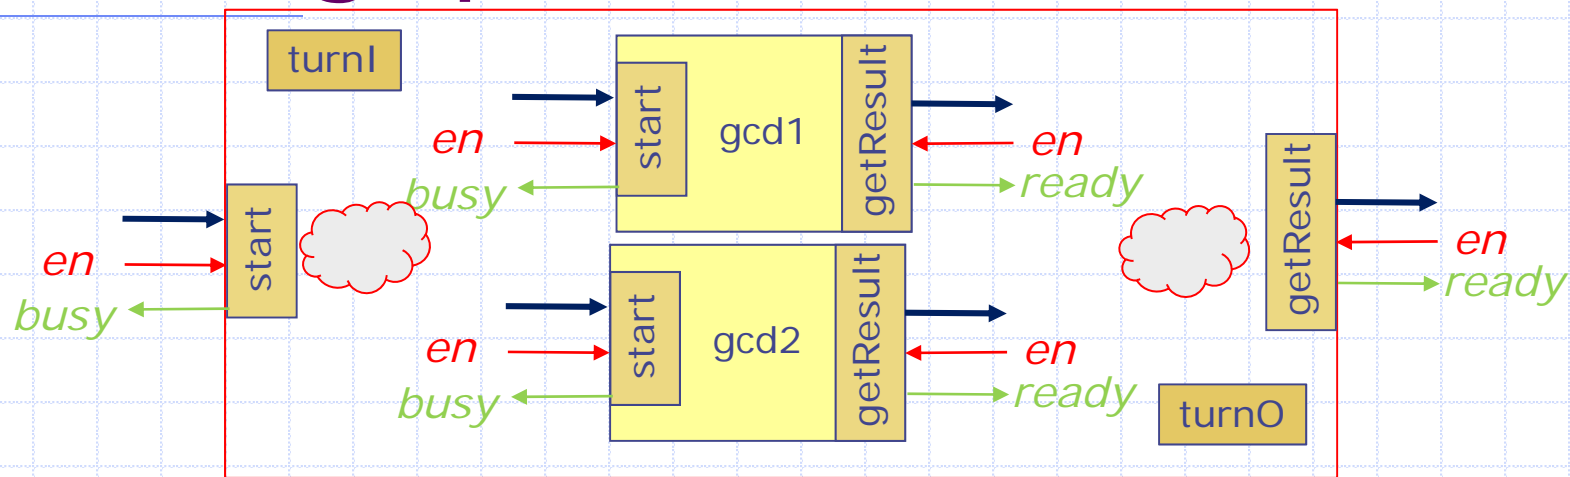 turnI
start
en
busy
start
gcd1
getResult
en
busy
en
ready
start
gcd2
getResult
en
busy
en
ready
getResult
en
ready
turnO